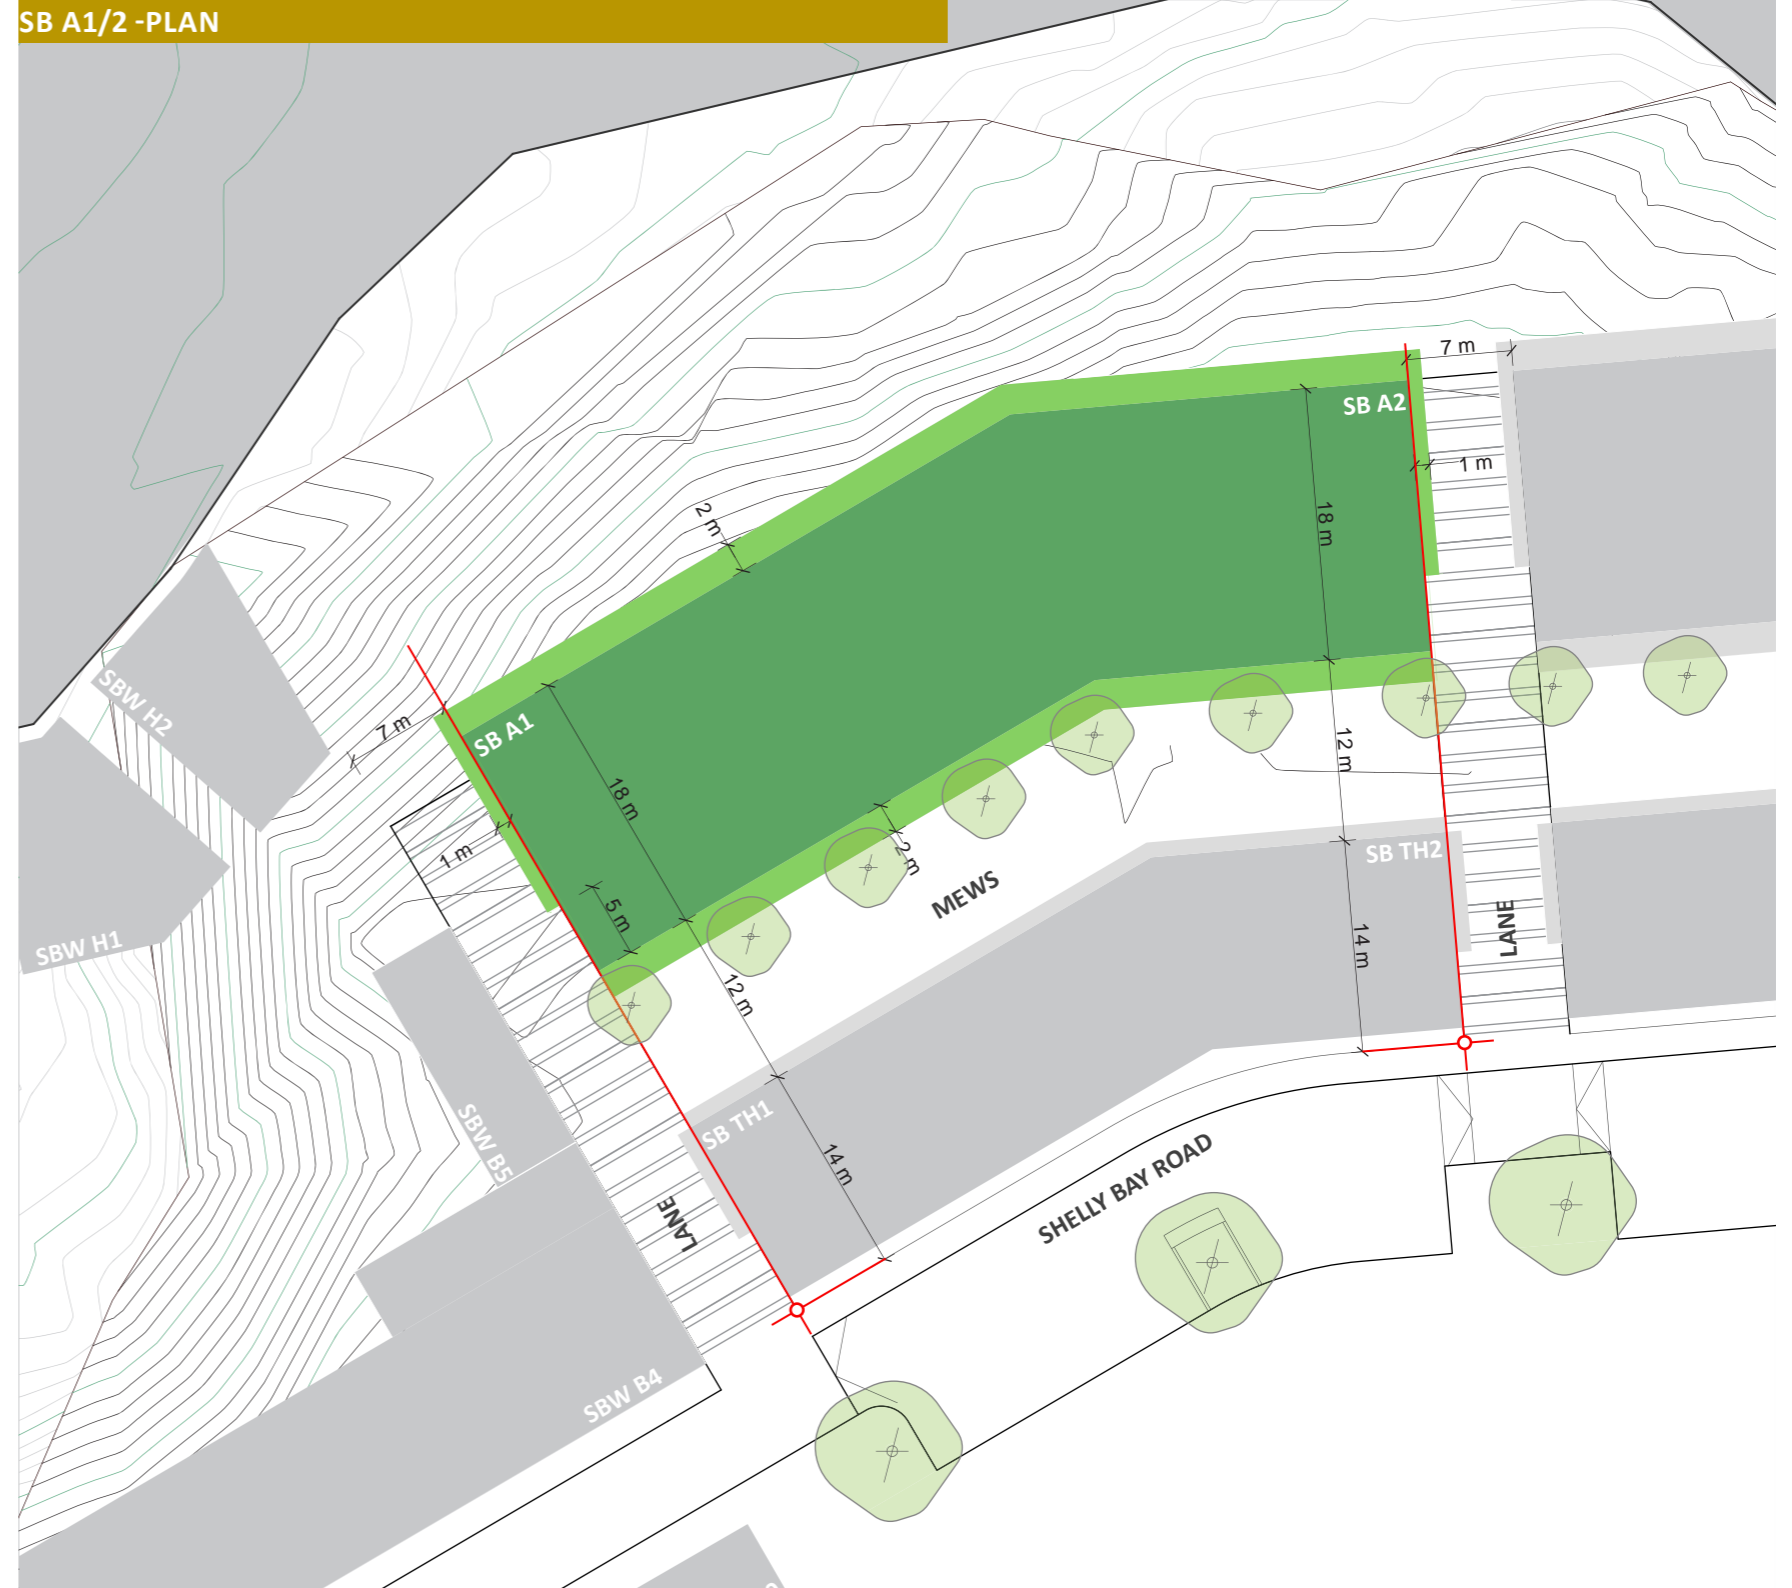 SB A1/2 -PLAN
7 m
SB A2
1 m
2 m
18 m
SBW H2
7 m
SB A1
18 m
12 m
1 m
2 m
SB TH2
MEWS
5 m
LANE
14 m
SBW H1
12 m
SB TH1
SBW B5
14 m
SHELLY BAY ROAD
LANE
SBW B4